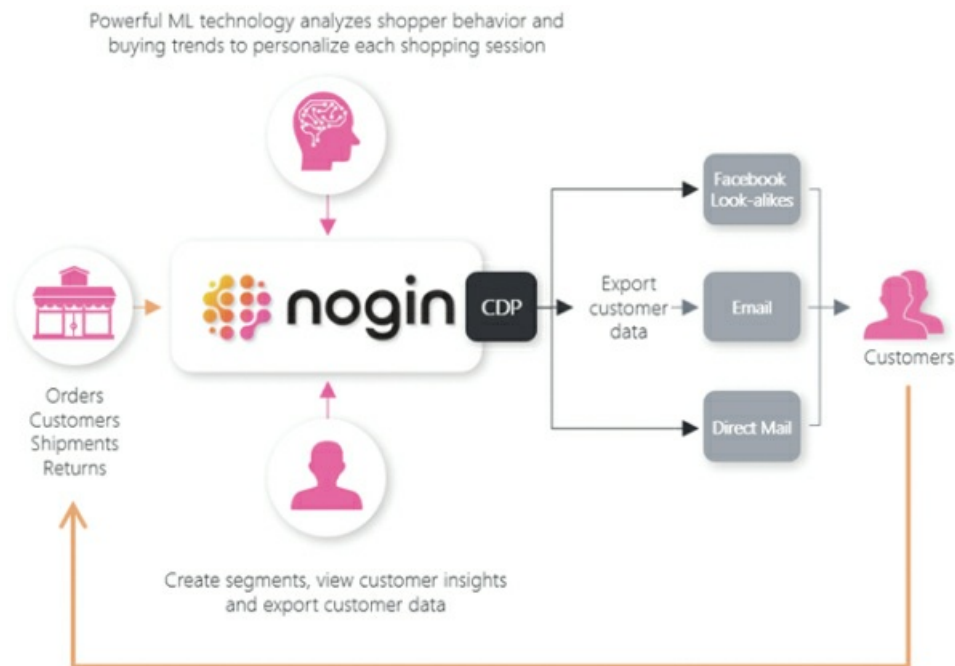 Powerful ML technology analyzes shopper behavior and
buying trends to personalize each shopping session
Facebook
Look-alikes
nogin
CDP
Export
customer
data
Email
Customers
Orders
Customers
Shipments
Returns
Direct Mail
Create segments, view customer insights
and export customer data